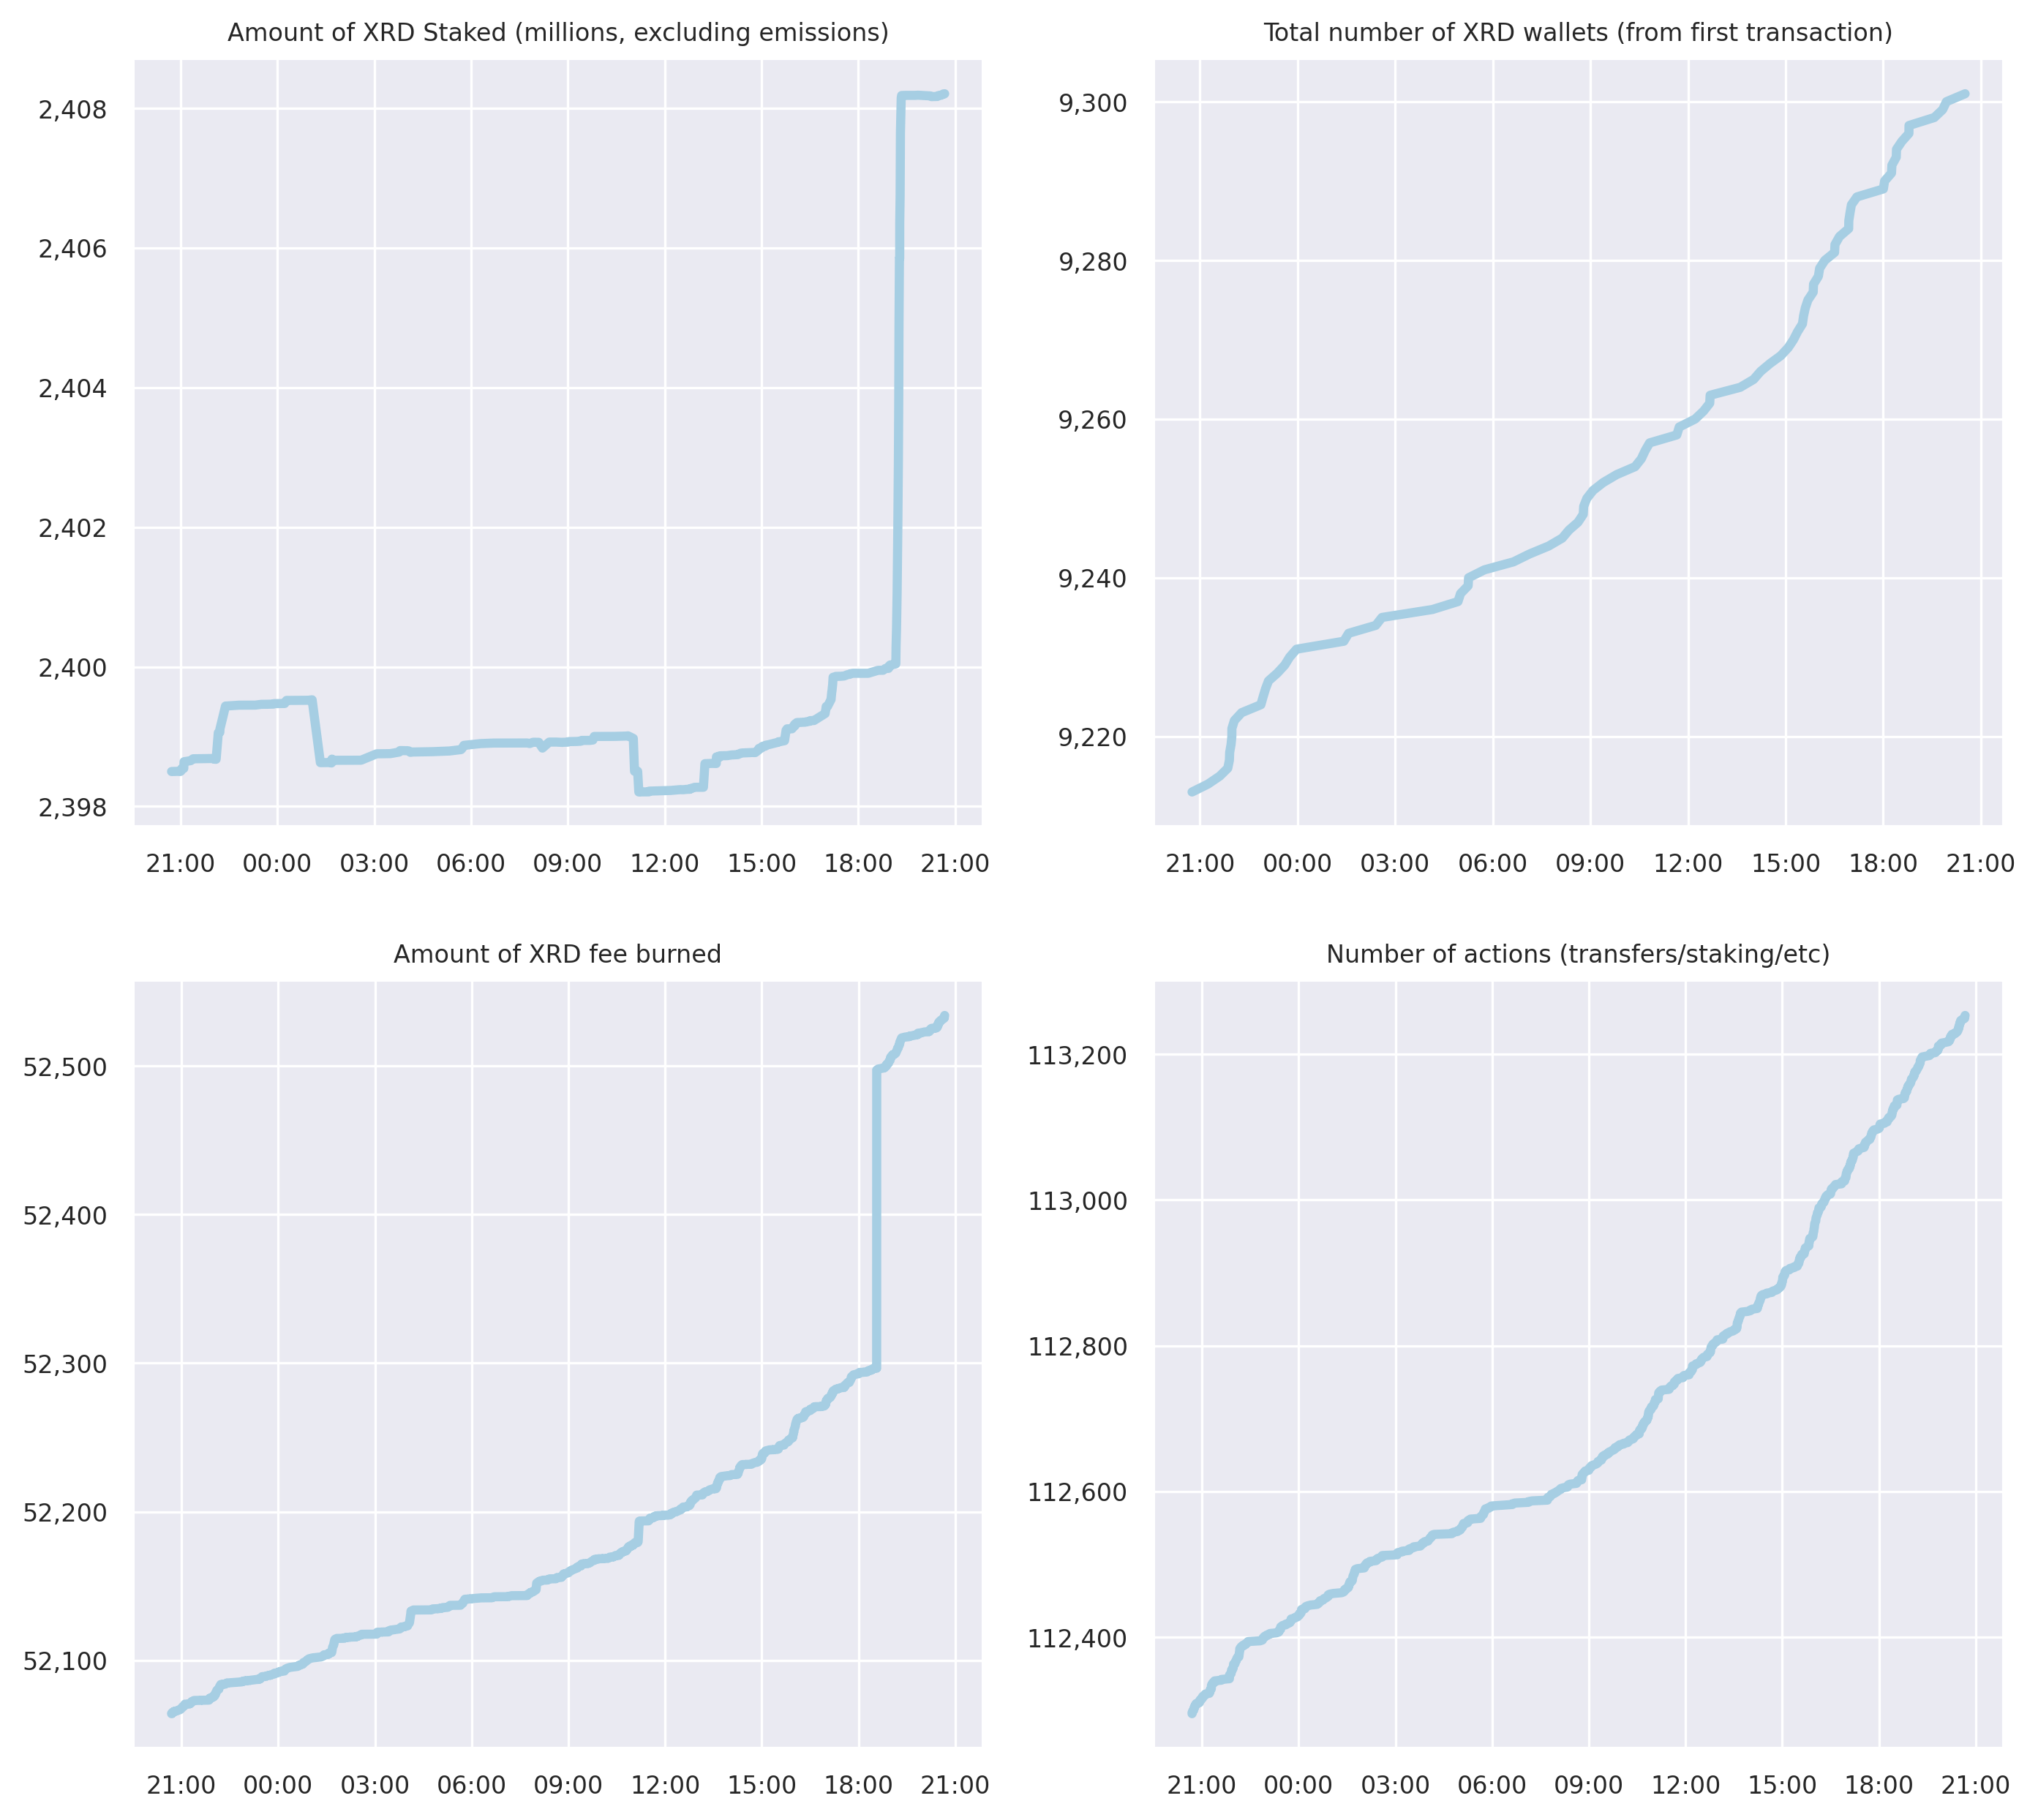 Amount of XRD Staked (millions, excluding emissions)
2,408
2,406
2,404
2,402
2,400
2,398
21:00 00:00 03:00 06:00 09:00 12:00 15:00 18:00 21:00
Total number of XRD wallets (from first transaction)
9,300
9,280
9,260
9,240
9,220
21:00 00:00 03:00 06:00 09:00 12:00 15:00 18:00 21:00
Amount of XRD fee burned
52,500
52,400
52,300
52,200
52,100
21:00 00:00 03:00 06:00 09:00 12:00 15:00 18:00 21:00
Number of actions (transfers/staking/etc)
113,200
113,000
112,800
112,600
112,400
21:00 00:00 03:00 06:00 09:00 12:00 15:00 18:00 21:00